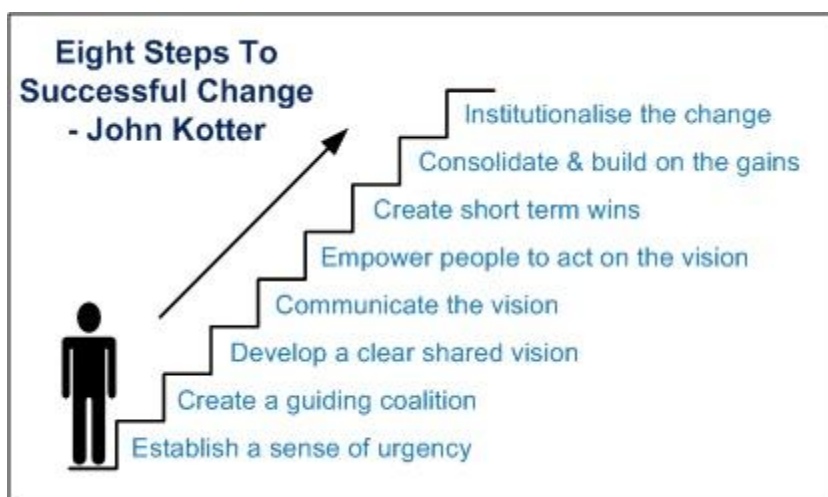 Eight Steps To
Successful Change
- John Kotter
Institutionalise the change
Consolidate & build on the gains
Create short term wins
Empower people to act on the vision
Communicate the vision
Develop a clear shared vision
Create a guiding coalition
Establish a sense of urgency